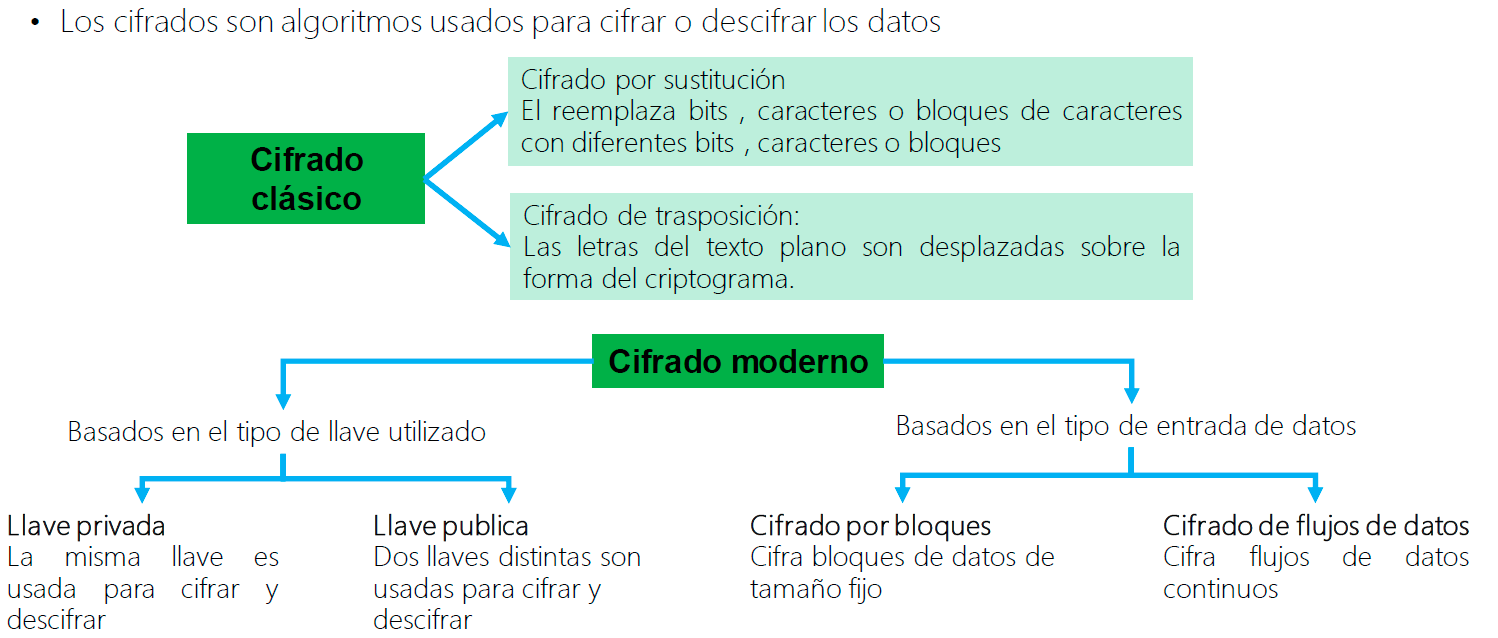 • Los cifrados son algoritmos usados para cifrar o descifrar los datos
Cifrado clásico
Cifrado por sustitución
El reemplaza bits , caracteres o bloques de caracteres
con diferentes bits , caracteres o bloques
Cifrado de trasposición:
Las letras del texto plano son desplazadas sobre la
forma del criptograma.
Cifrado moderno
Basados en el tipo de llave utilizado
Basados en el tipo de entrada de datos
Llave privada
La misma llave es
usada para cifrar y
descifrar
Llave publica
Dos llaves distintas son
usadas para cifrar y
descifrar
Cifrado por bloques
Cifra bloques de datos de
tamaño fijo
Cifrado de flujos de datos
Cifra flujos de datos
continuos